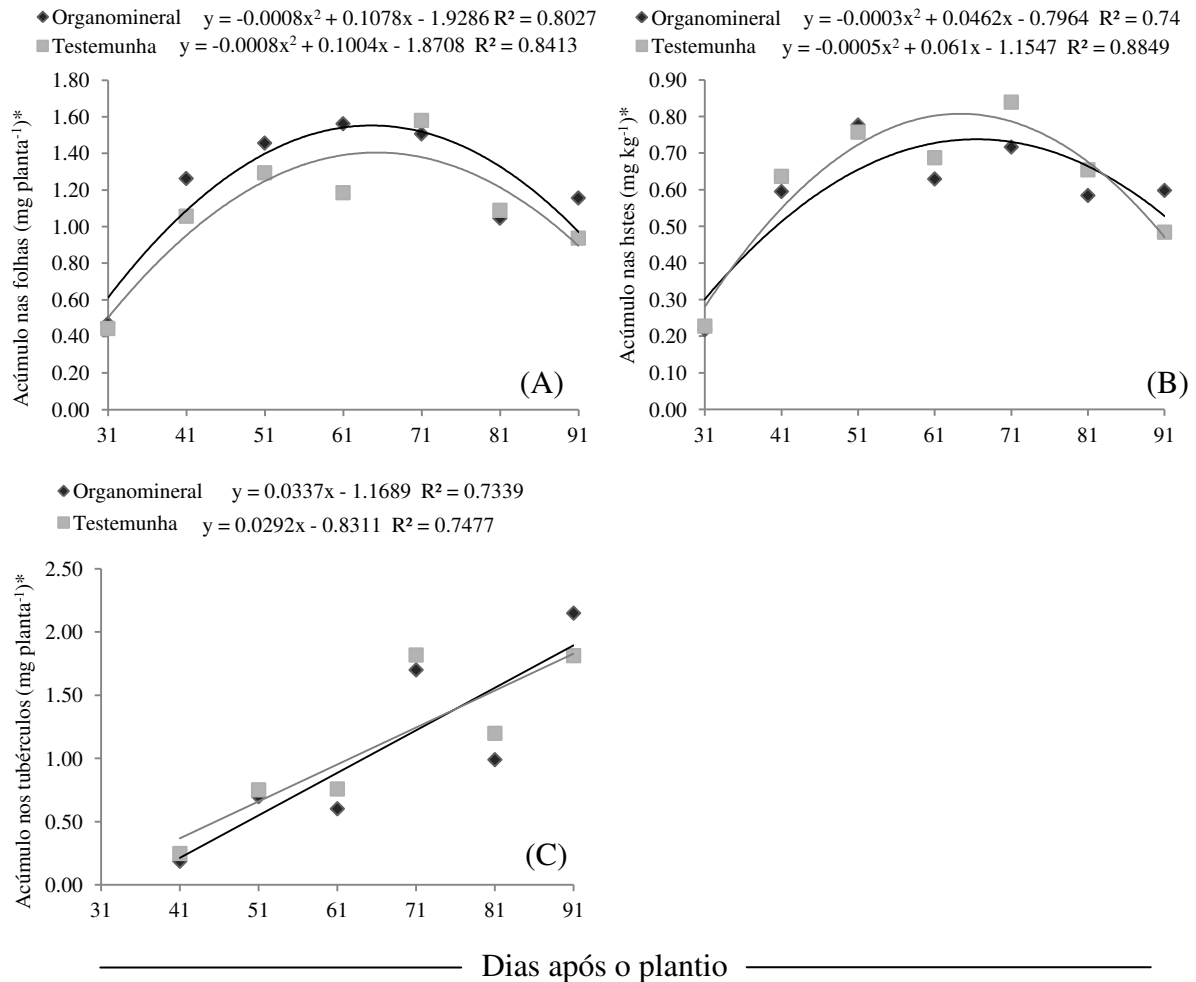 Organomineral y = -0.0008x² + 0.1078x - 1.9286 R² = 0.8027
Testemunha y = -0.0008x² + 0.1004x - 1.8708 R² = 0.8413
Acúmulo nas folhas (mg planta⁻¹)*
1.80
1.60
1.40
1.20
1.00
0.80
0.60
0.40
0.20
0.00
31 41 51 61 71 81 91
(A)
Organomineral y = -0.0003x² + 0.0462x - 0.7964 R² = 0.74
Testemunha y = -0.0005x² + 0.061x - 1.1547 R² = 0.8849
Acúmulo nas hstes (mg kg⁻¹)*
0.90
0.80
0.70
0.60
0.50
0.40
0.30
0.20
0.10
0.00
31 41 51 61 71 81 91
(B)
Organomineral y = 0.0337x - 1.1689 R² = 0.7339
Testemunha y = 0.0292x - 0.8311 R² = 0.7477
Acúmulo nos tubérculos (mg planta⁻¹)*
2.50
2.00
1.50
1.00
0.50
0.00
31 41 51 61 71 81 91
(C)
Dias após o plantio